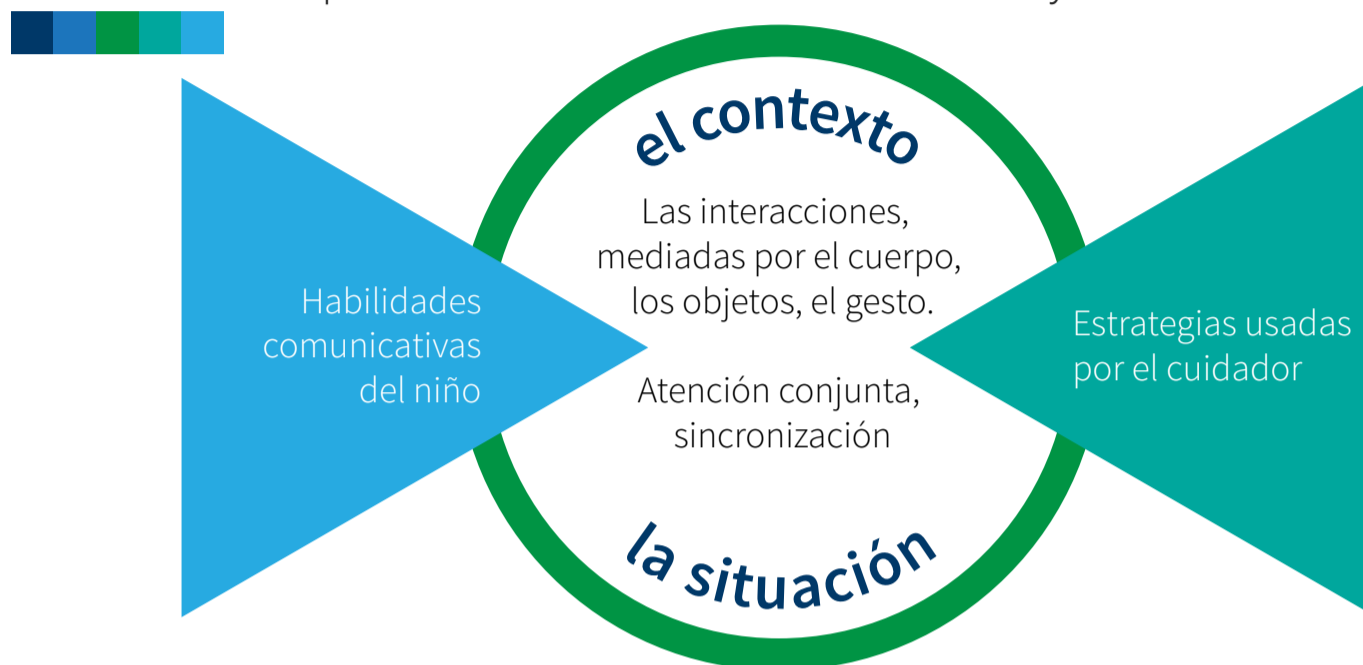 el contexto
Las interacciones,
mediadas por el cuerpo,
los objetos, el gesto.
Habilidades
comunicativas
del niño
Estrategias usadas
por el cuidador
Atención conjunta,
sincronización
la situación